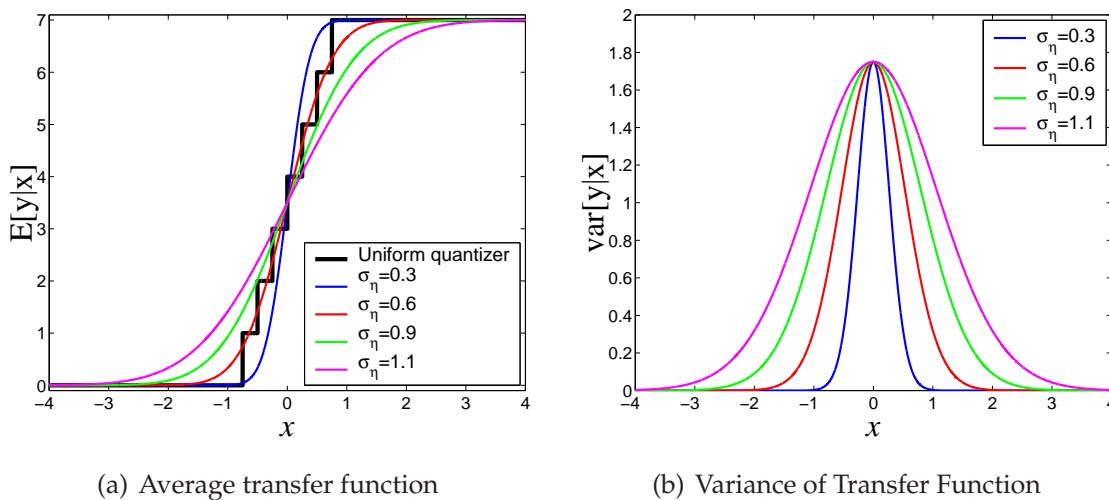 7
6
5
4
3
2
1
0
E[y|x]
Uniform quantizer
σ_η=0.3
σ_η=0.6
σ_η=0.9
σ_η=1.1
−4 −3 −2 −1 0 1 2 3 4
x
(a) Average transfer function
2
1.8
1.6
1.4
1.2
1
0.8
0.6
0.4
0.2
0
var[y|x]
σ_η=0.3
σ_η=0.6
σ_η=0.9
σ_η=1.1
−4 −3 −2 −1 0 1 2 3 4
x
(b) Variance of Transfer Function